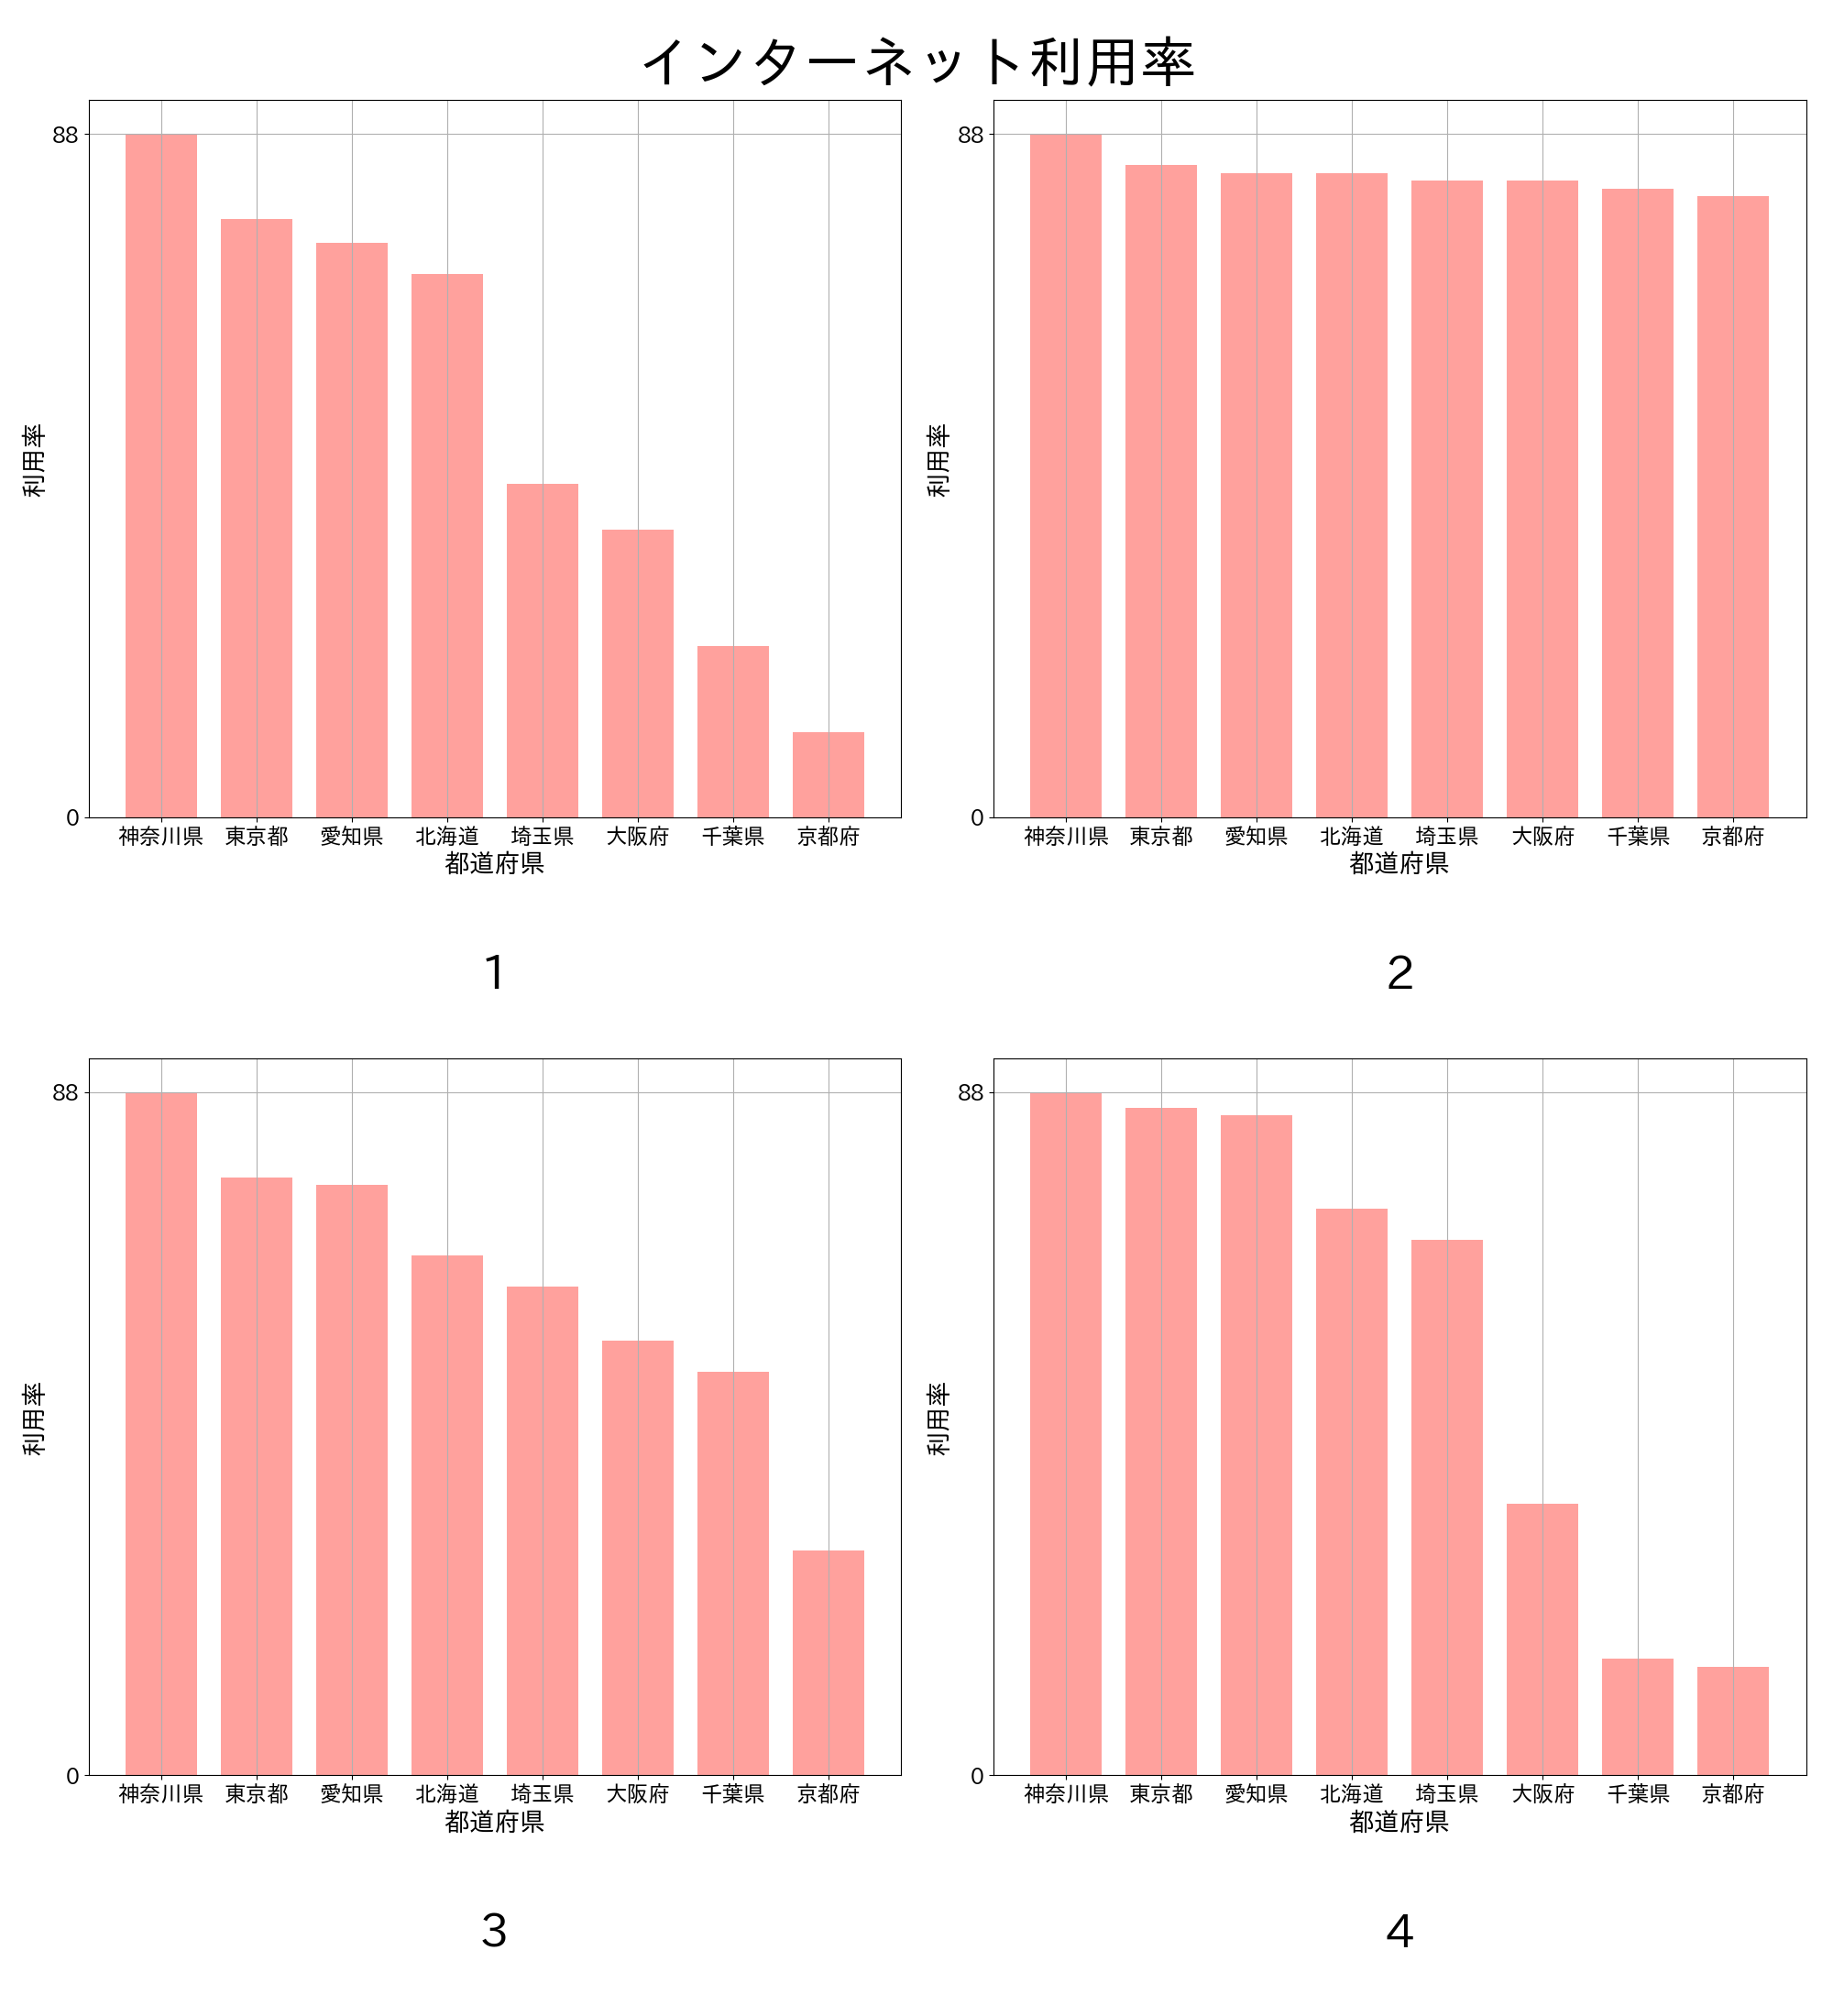 インターネット利用率
88
0
利用率
神奈川県 東京都 愛知県 北海道 埼玉県 大阪府 千葉県 京都府
都道府県
1
88
0
利用率
神奈川県 東京都 愛知県 北海道 埼玉県 大阪府 千葉県 京都府
都道府県
2
88
0
利用率
神奈川県 東京都 愛知県 北海道 埼玉県 大阪府 千葉県 京都府
都道府県
3
88
0
利用率
神奈川県 東京都 愛知県 北海道 埼玉県 大阪府 千葉県 京都府
都道府県
4